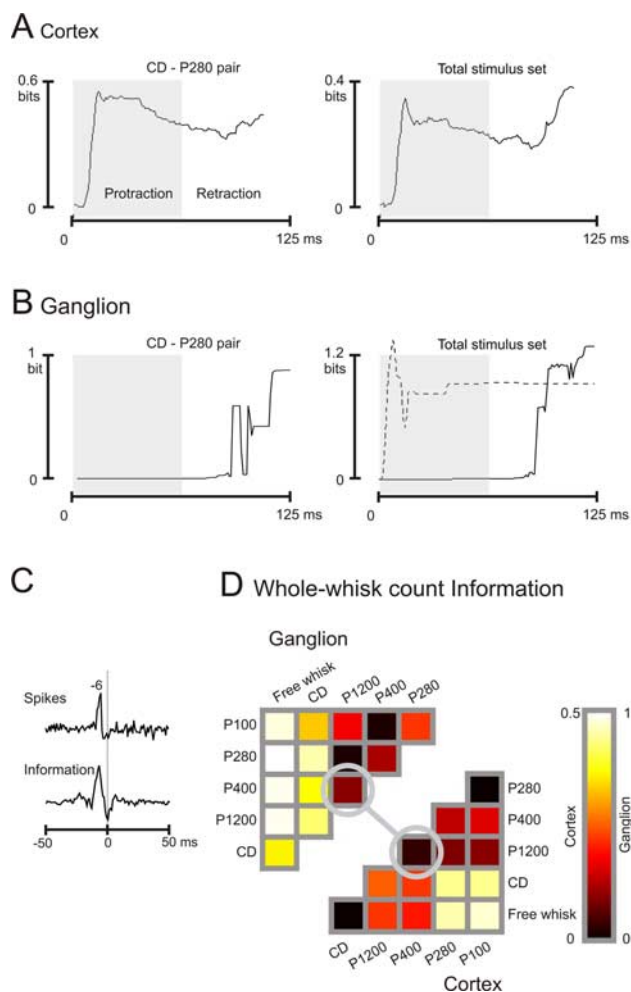 A Cortex
CD - P280 pair
Total stimulus set
0.6
bits
0.4
bits
Protraction
Retraction
0
0
0
125 ms
0
125 ms
B Ganglion
CD - P280 pair
Total stimulus set
1
bit
1.2
bits
0
0
0
125 ms
0
125 ms
C
D Whole-whisk count Information
Ganglion
Free whisk
CD
P1200
P400
P280
-6
Spikes
Information
-50
0
50 ms
P100
P280
P400
P1200
CD
P280
P400
P1200
CD
Free whisk
CD
P1200
P400
P280
P100
Cortex
0.5
1
Cortex
Ganglion
0
0